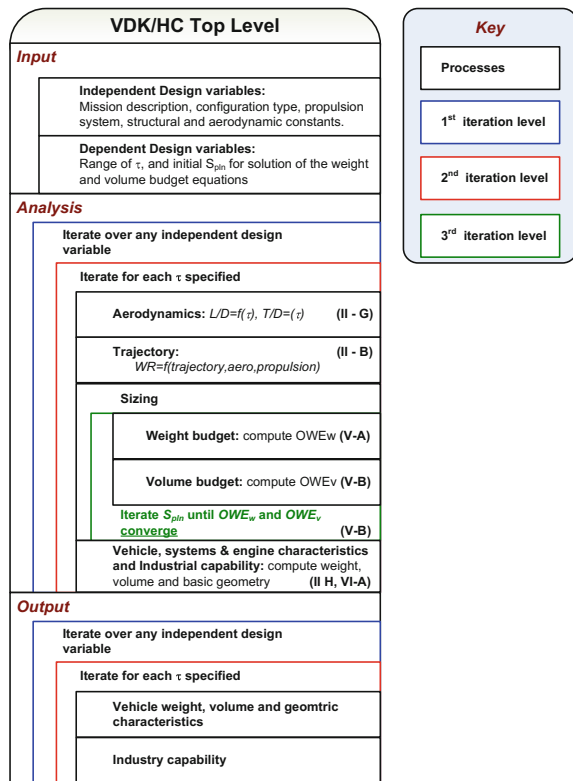 VDK/HC Top Level
Input
Independent Design variables:
Mission description, configuration type, propulsion
system, structural and aerodynamic constants.
Dependent Design variables:
Range of τ, and initial Spln for solution of the weight
and volume budget equations
Analysis
Iterate over any independent design
variable
Iterate for each τ specified
Aerodynamics: L/D=f(τ), T/D=(τ) (II - G)
Trajectory: (II - B)
WR=f(trajectory,aero,propulsion)
Sizing
Weight budget: compute OWEw (V-A)
Volume budget: compute OWEv (V-B)
Iterate Spln until OWEw and OWEv
converge (V-B)
Vehicle, systems & engine characteristics
and Industrial capability: compute weight,
volume and basic geometry (II H, VI-A)
Output
Iterate over any independent design
variable
Iterate for each τ specified
Vehicle weight, volume and geomtric
characteristics
Industry capability
Key
Processes
1st iteration level
2nd iteration level
3rd iteration level